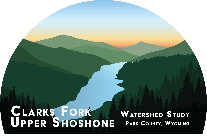 Clarks Fork
Upper Shoshone
Watershed Study
Park County, Wyoming